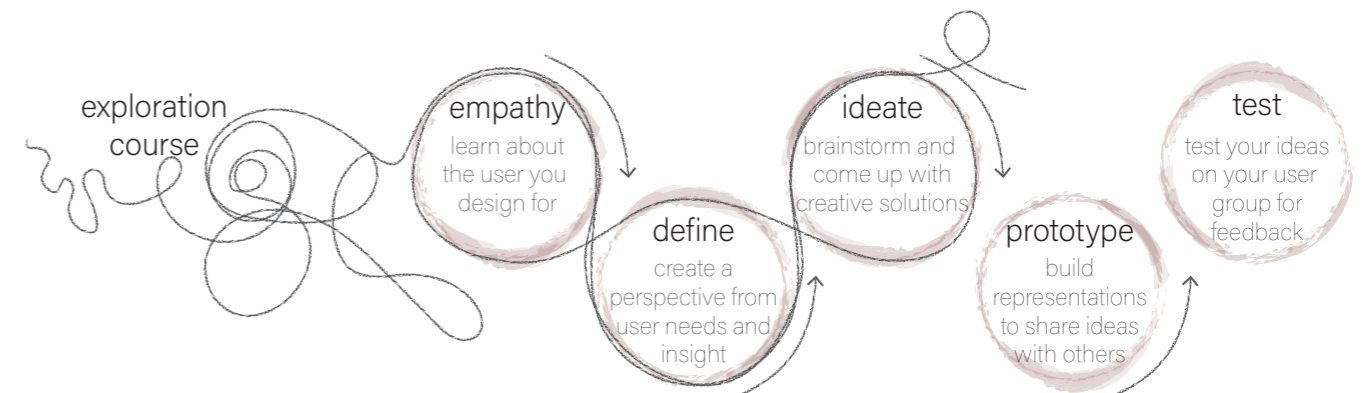 exploration
course
empathy
learn about
the user you
design for
define
create a
perspective from
user needs and
insight
ideate
brainstorm and
come up with
creative solutions
prototype
build
representations
to share ideas
with others
test
test your ideas
on your user
group for
feedback